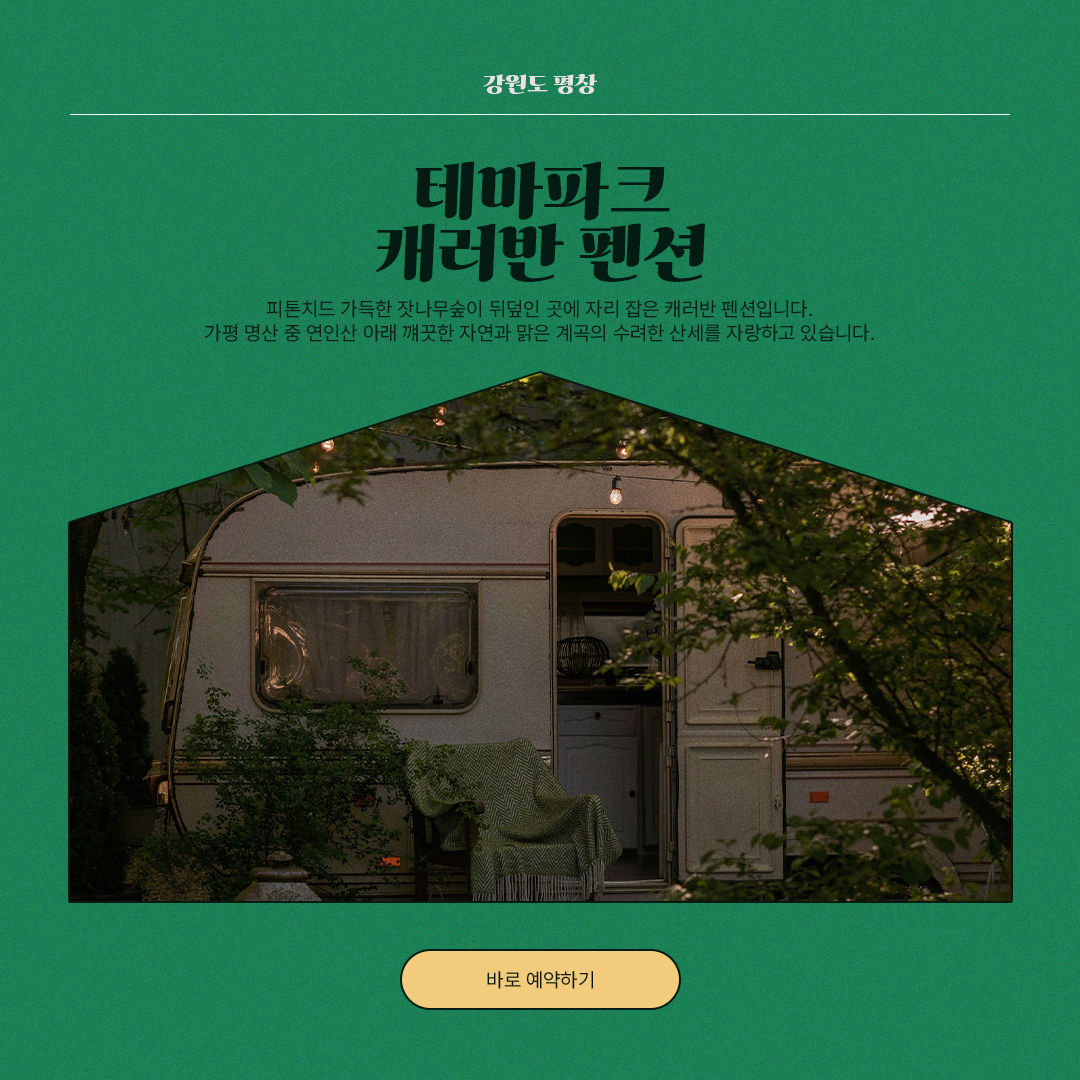 강원도 평창
테마파크
캐러반 펜션
피톤치드 가득한 잣나무숲이 뒤덮인 곳에 자리 잡은 캐러반 펜션입니다.
가평 명산 중 연인산 아래 깨끗한 자연과 맑은 계곡의 수려한 산세를 자랑하고 있습니다.
바로 예약하기